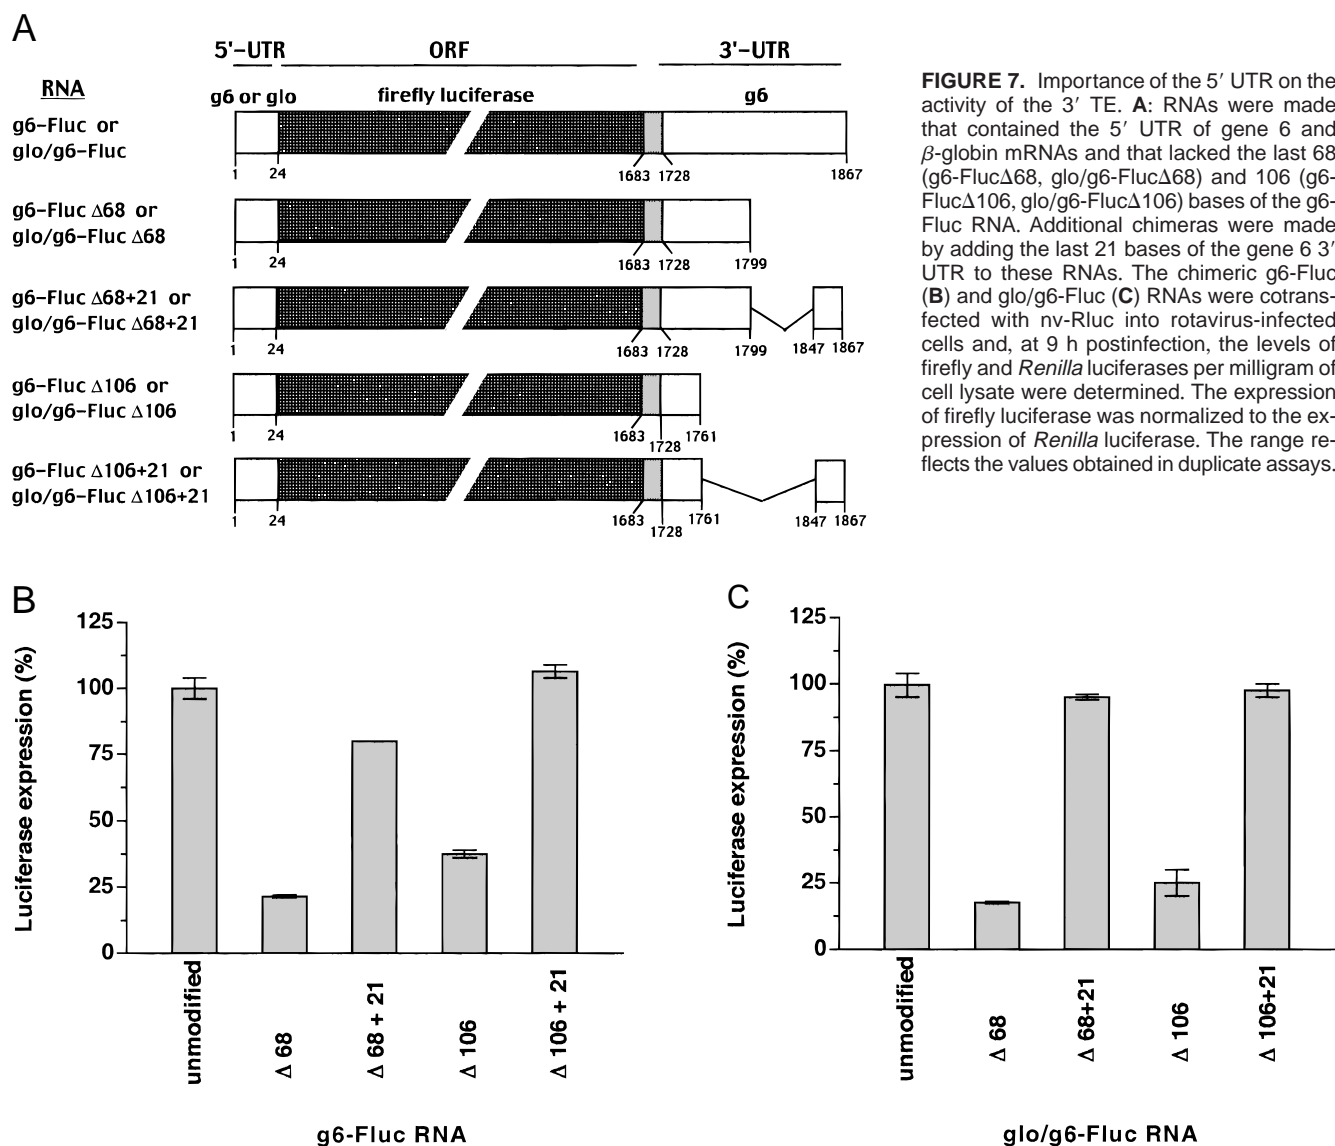 A
5'-UTR ORF 3'-UTR
RNA
g6 or glo firefly luciferase g6
g6-Fluc or
glo/g6-Fluc
1 24 1683 1728 1867
g6-Fluc Δ68 or
glo/g6-Fluc Δ68
1 24 1683 1728 1799
g6-Fluc Δ68+21 or
glo/g6-Fluc Δ68+21
1 24 1683 1728 1799 1847 1867
g6-Fluc Δ106 or
glo/g6-Fluc Δ106
1 24 1683 1728 1761
g6-Fluc Δ106+21 or
glo/g6-Fluc Δ106+21
1 24 1683 1728 1761 1847 1867
FIGURE 7. Importance of the 5′ UTR on the
activity of the 3′ TE. A: RNAs were made
that contained the 5′ UTR of gene 6 and
β-globin mRNAs and that lacked the last 68
(g6-FlucΔ68, glo/g6-FlucΔ68) and 106 (g6-
FlucΔ106, glo/g6-FlucΔ106) bases of the g6-
Fluc RNA. Additional chimeras were made
by adding the last 21 bases of the gene 6 3′
UTR to these RNAs. The chimeric g6-Fluc
(B) and glo/g6-Fluc (C) RNAs were cotrans-
fected with nv-Rluc into rotavirus-infected
cells and, at 9 h postinfection, the levels of
firefly and Renilla luciferases per milligram of
cell lysate were determined. The expression
of firefly luciferase was normalized to the ex-
pression of Renilla luciferase. The range re-
flects the values obtained in duplicate assays.
B
Luciferase expression (%)
125
100
75
50
25
0
unmodified
Δ 68
Δ 68 + 21
Δ 106
Δ 106 + 21
g6-Fluc RNA
C
Luciferase expression (%)
125
100
75
50
25
0
unmodified
Δ 68
Δ 68+21
Δ 106
Δ 106+21
glo/g6-Fluc RNA